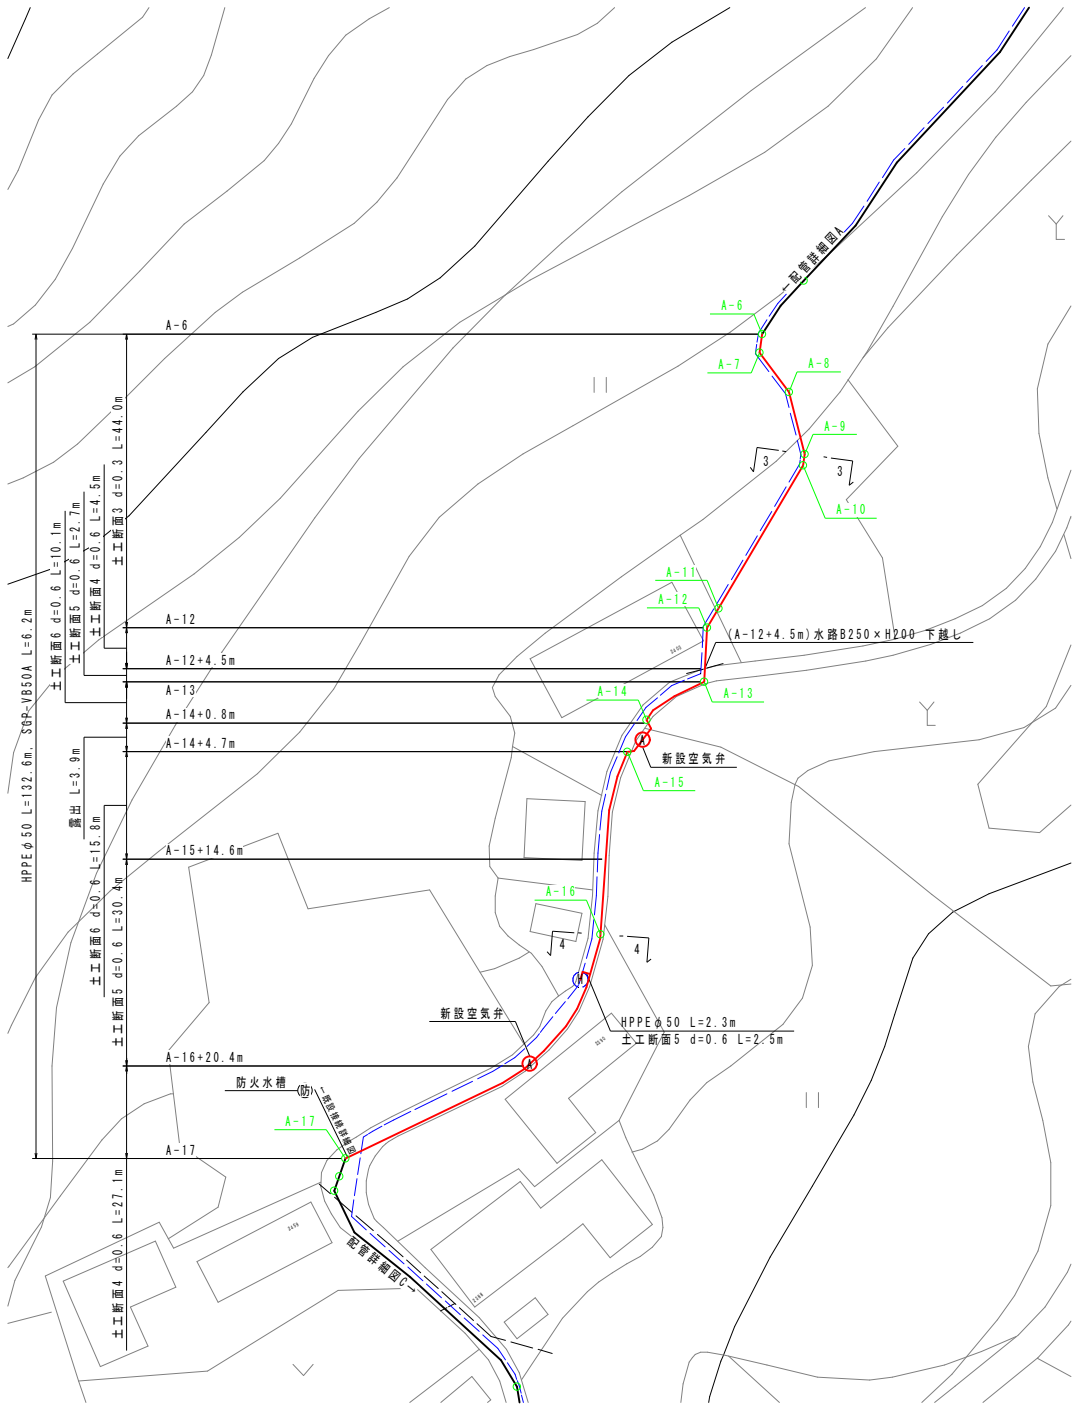 ←配管詳細図A
A-6
A-6
A-7
A-8
A-9
3
3
A-10
A-11
A-12
A-12
(A-12+4.5m)水路B250×H200 下越し
A-12+4.5m
A-13
A-13
A-14
A-14+0.8m
A-14+4.7m
A
新設空気弁
A-15
A-15+14.6m
A-16
4
4
H
HPPEφ50 L=2.3m
土工断面5 d=0.6 L=2.5m
新設空気弁
A
A-16+20.4m
防火水槽
防
←既設接続詳細図
A-17
A-17
配管詳細図C→
HPPEφ50 L=132.6m, SGP-VB50A L=6.2m
土工断面6 d=0.6 L=10.1m
土工断面5 d=0.6 L=2.7m
土工断面4 d=0.6 L=4.5m
土工断面3 d=0.3 L=44.0m
露出 L=3.9m
土工断面6 d=0.6 L=15.8m
土工断面5 d=0.6 L=30.4m
土工断面4 d=0.6 L=27.1m